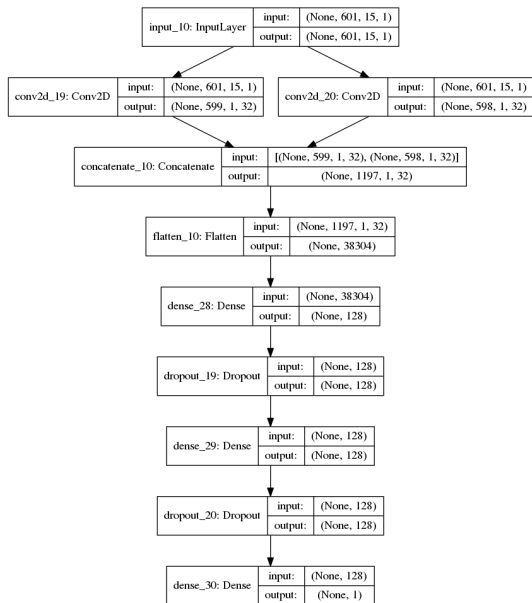 input_10: InputLayer input: (None, 601, 15, 1)
output: (None, 601, 15, 1)
conv2d_19: Conv2D input: (None, 601, 15, 1)
output: (None, 599, 1, 32)
conv2d_20: Conv2D input: (None, 601, 15, 1)
output: (None, 598, 1, 32)
concatenate_10: Concatenate input: [(None, 599, 1, 32), (None, 598, 1, 32)]
output: (None, 1197, 1, 32)
flatten_10: Flatten input: (None, 1197, 1, 32)
output: (None, 38304)
dense_28: Dense input: (None, 38304)
output: (None, 128)
dropout_19: Dropout input: (None, 128)
output: (None, 128)
dense_29: Dense input: (None, 128)
output: (None, 128)
dropout_20: Dropout input: (None, 128)
output: (None, 128)
dense_30: Dense input: (None, 128)
output: (None, 1)